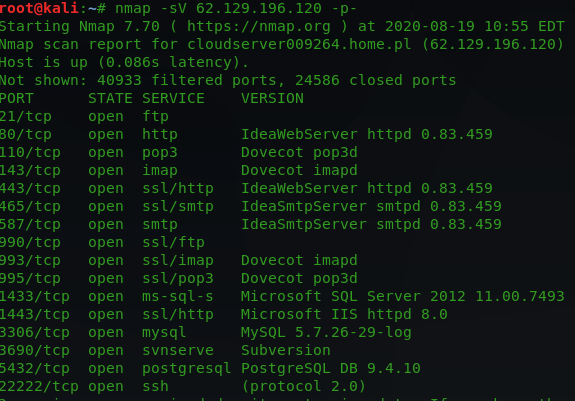 root@kali:~# nmap -sV 62.129.196.120 -p-
Starting Nmap 7.70 ( https://nmap.org ) at 2020-08-19 10:55 EDT
Nmap scan report for cloudserver009264.home.pl (62.129.196.120)
Host is up (0.086s latency).
Not shown: 40933 filtered ports, 24586 closed ports
PORT STATE SERVICE VERSION
21/tcp open ftp
80/tcp open http IdeaWebServer httpd 0.83.459
110/tcp open pop3 Dovecot pop3d
143/tcp open imap Dovecot imapd
443/tcp open ssl/http IdeaWebServer httpd 0.83.459
465/tcp open ssl/smtp IdeaSmtpServer smtpd 0.83.459
587/tcp open smtp IdeaSmtpServer smtpd 0.83.459
990/tcp open ssl/ftp
993/tcp open ssl/imap Dovecot imapd
995/tcp open ssl/pop3 Dovecot pop3d
1433/tcp open ms-sql-s Microsoft SQL Server 2012 11.00.7493
1443/tcp open ssl/http Microsoft IIS httpd 8.0
3306/tcp open mysql MySQL 5.7.26-29-log
3690/tcp open svnserve Subversion
5432/tcp open postgresql PostgreSQL DB 9.4.10
22222/tcp open ssh (protocol 2.0)